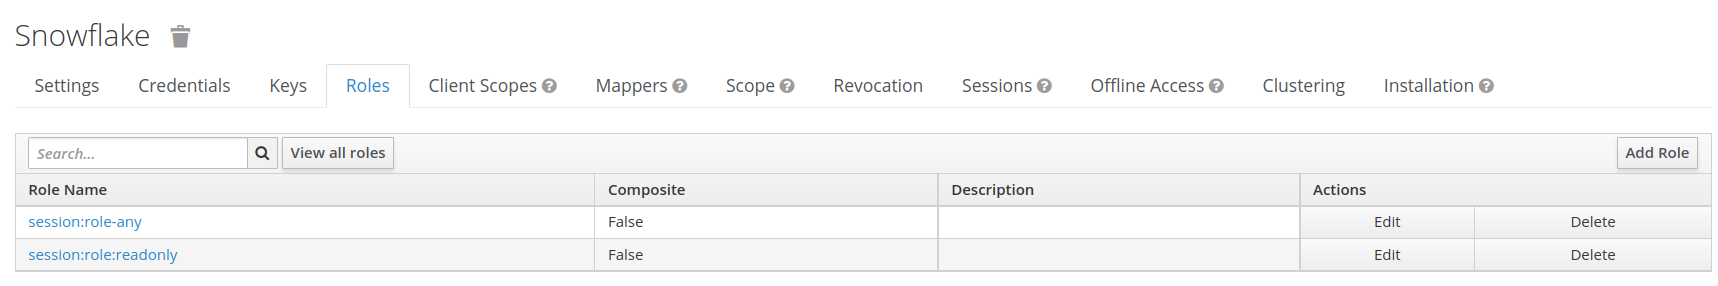 Snowflake
Settings Credentials Keys Roles Client Scopes ? Mappers ? Scope ? Revocation Sessions ? Offline Access ? Clustering Installation ?
Search... View all roles Add Role
Role Name Composite Description Actions
session:role-any False Edit Delete
session:role:readonly False Edit Delete